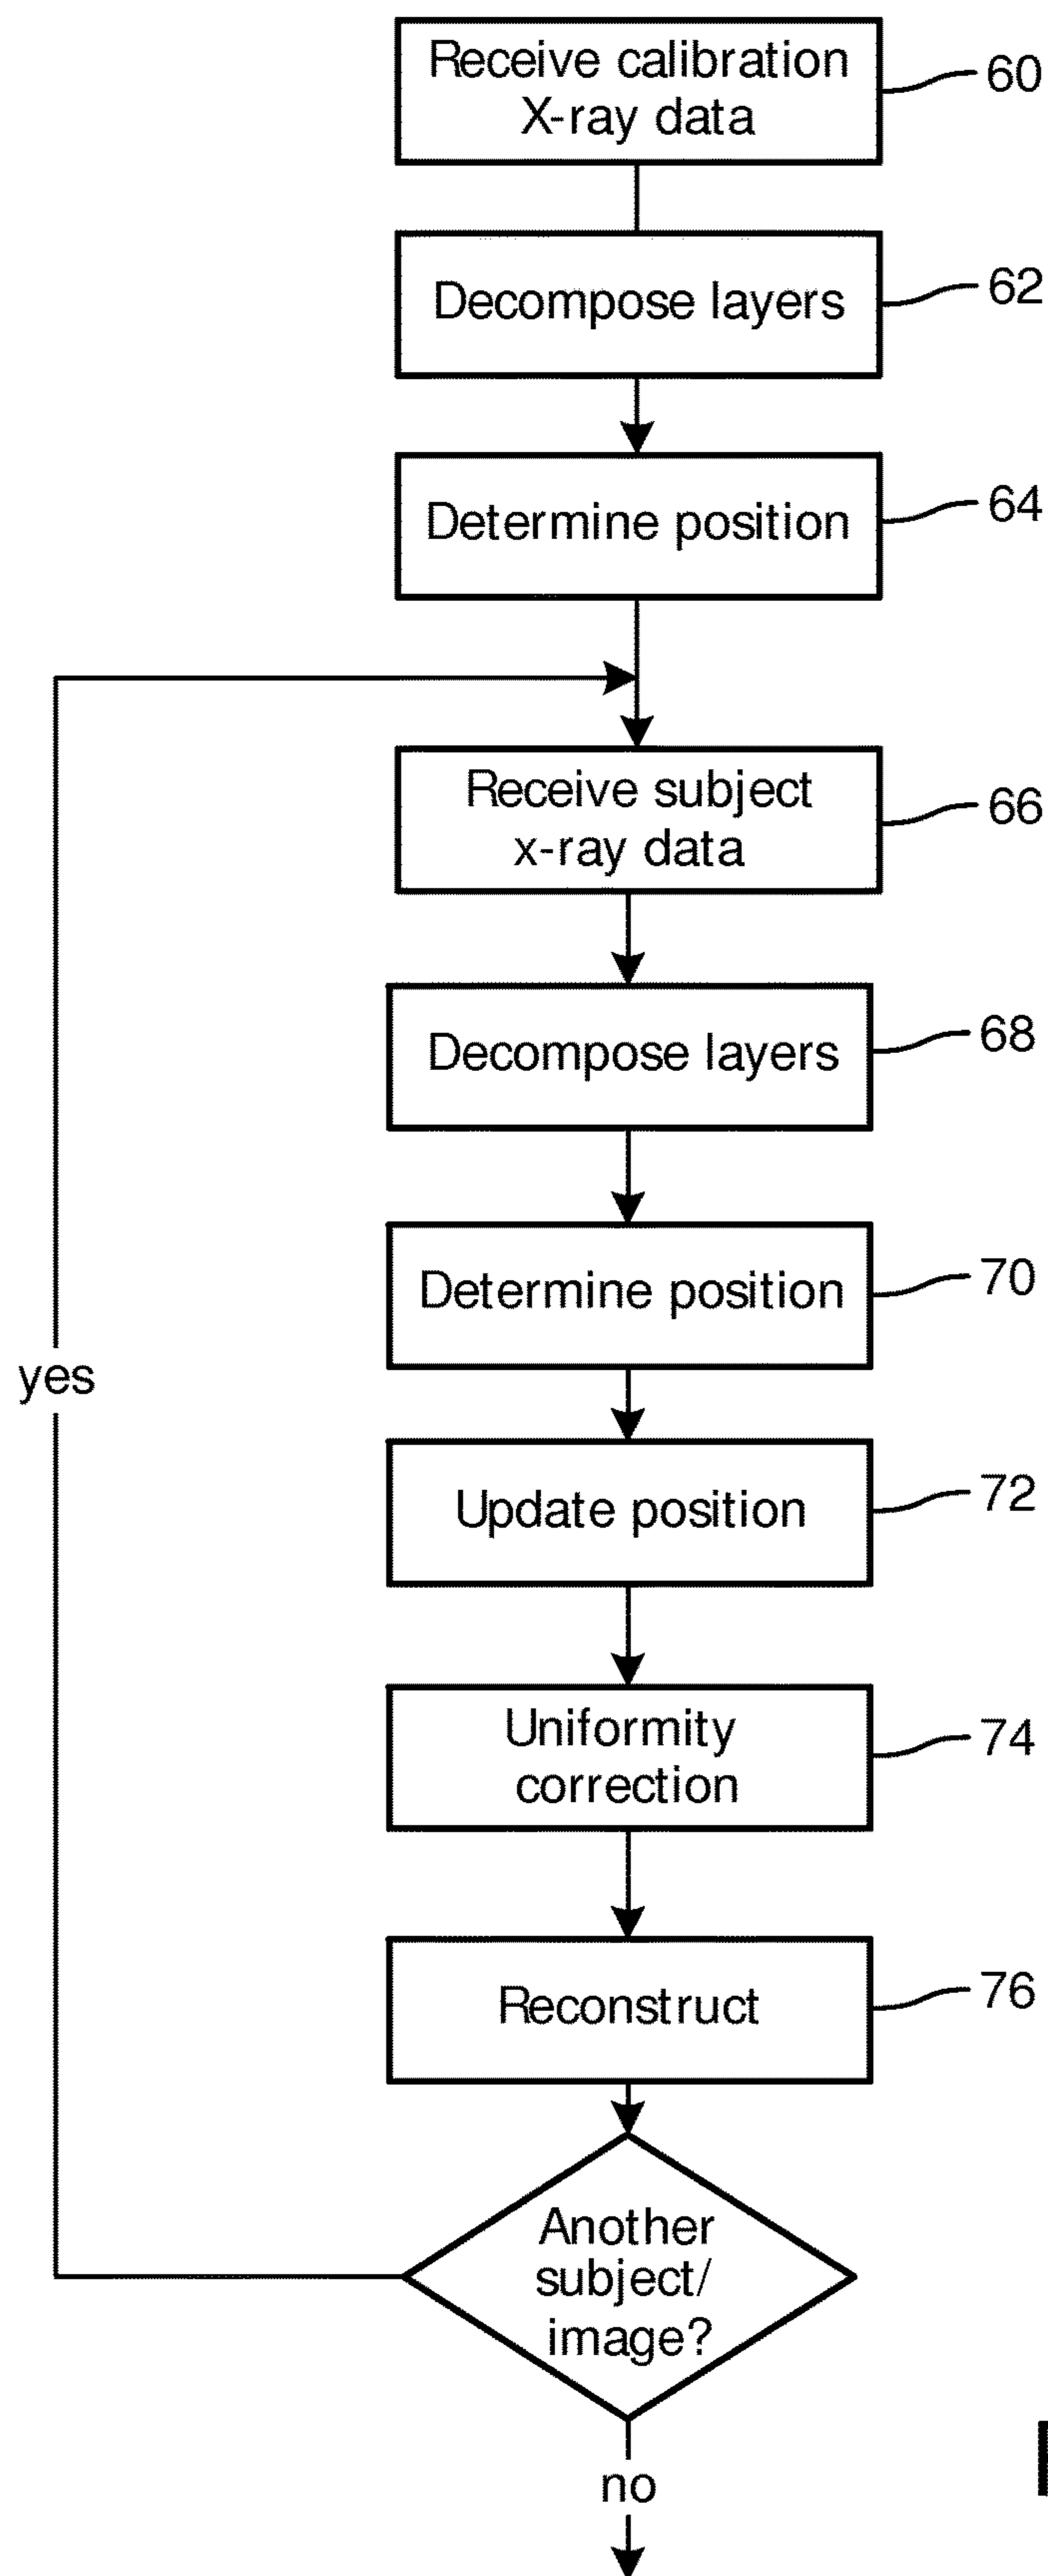 Receive calibration
X-ray data
60
Decompose layers
62
Determine position
64
Receive subject
x-ray data
66
Decompose layers
68
Determine position
70
yes
Update position
72
Uniformity
correction
74
Reconstruct
76
Another
subject/
image?
no